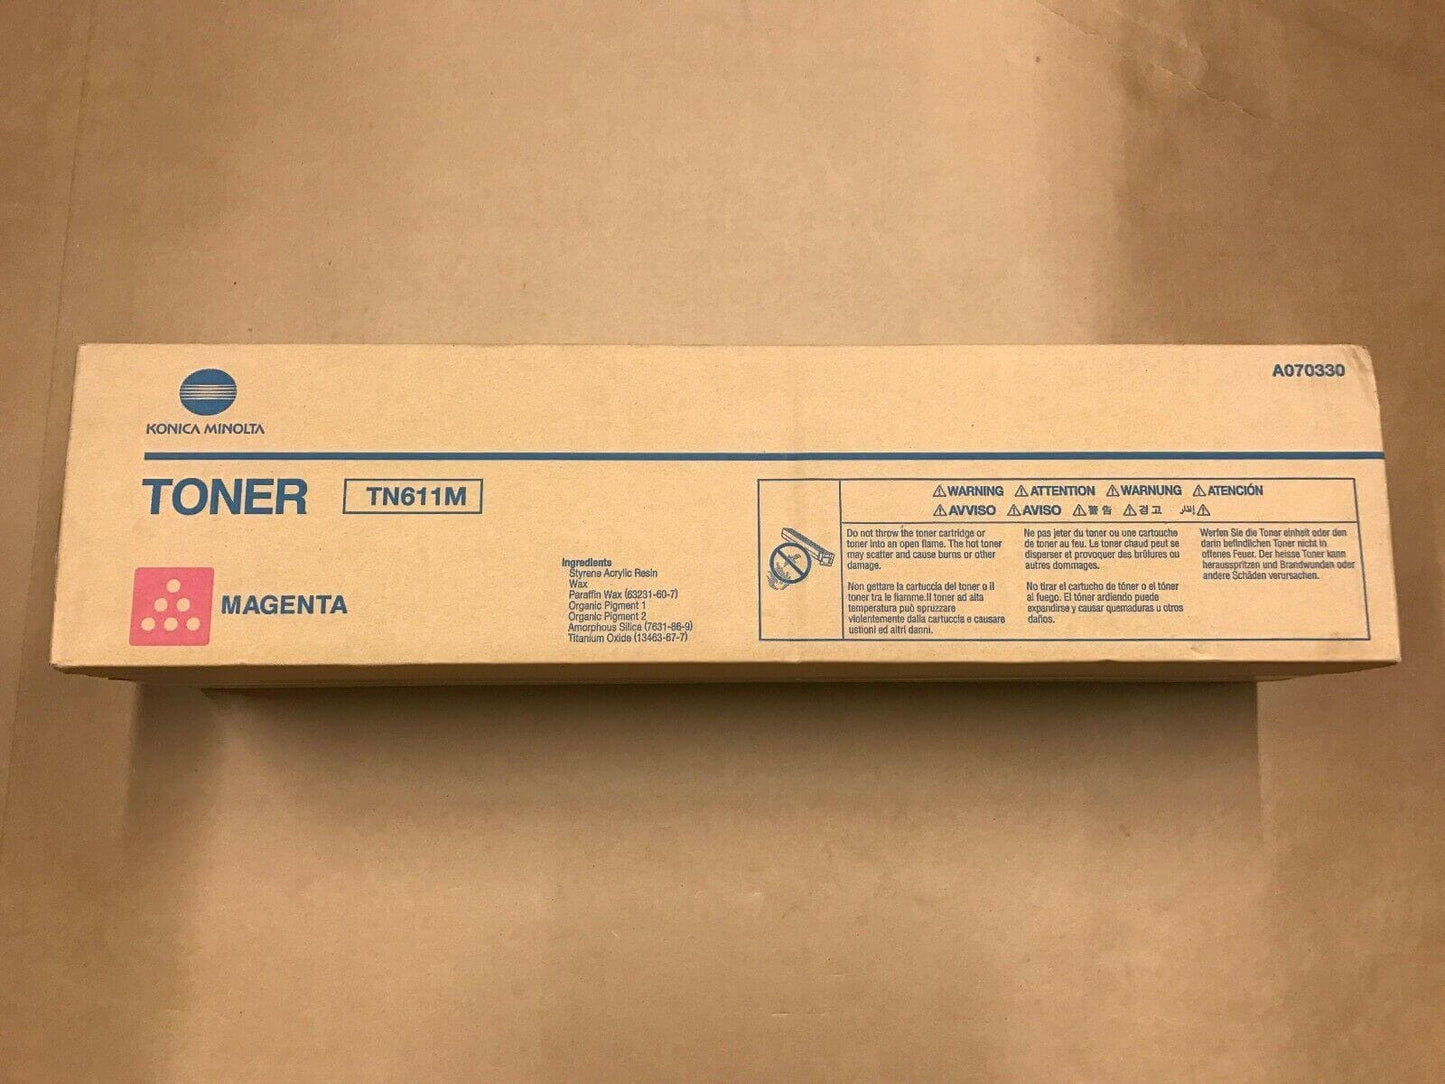 KONICA MINOLTA
A070330
TONER TN611M
MAGENTA
Ingredients
Styrene Acrylic Resin
Wax
Paraffin Wax (63231-60-7)
Organic Pigment 1
Organic Pigment 2
Amorphous Silica (7631-86-9)
Titanium Oxide (13463-67-7)
⚠WARNING ⚠ATTENTION ⚠WARNUNG ⚠ATENCIÓN
⚠AVVISO ⚠AVISO ⚠警告 ⚠경고 ⚠
Do not throw the toner cartridge or
toner into an open flame. The hot toner
may scatter and cause burns or other
damage.
Non gettare la cartuccia del toner o il
toner tra le fiamme.Il toner ad alta
temperatura può spruzzare
violentemente dalla cartuccia e causare
ustioni ed altri danni.
Ne pas jeter du toner ou une cartouche
de toner au feu. Le toner chaud peut se
disperser et provoquer des brûlures ou
autres dommages.
No tirar el cartucho de tóner o el tóner
al fuego. El tóner ardiendo puede
expandirse y causar quemaduras u otros
daños.
Werfen Sie die Toner einheit oder den
darin befindlichen Toner nicht in
offenes Feuer. Der heisse Toner kann
herausspritzen und Brandwunden oder
andere Schäden verursachen.